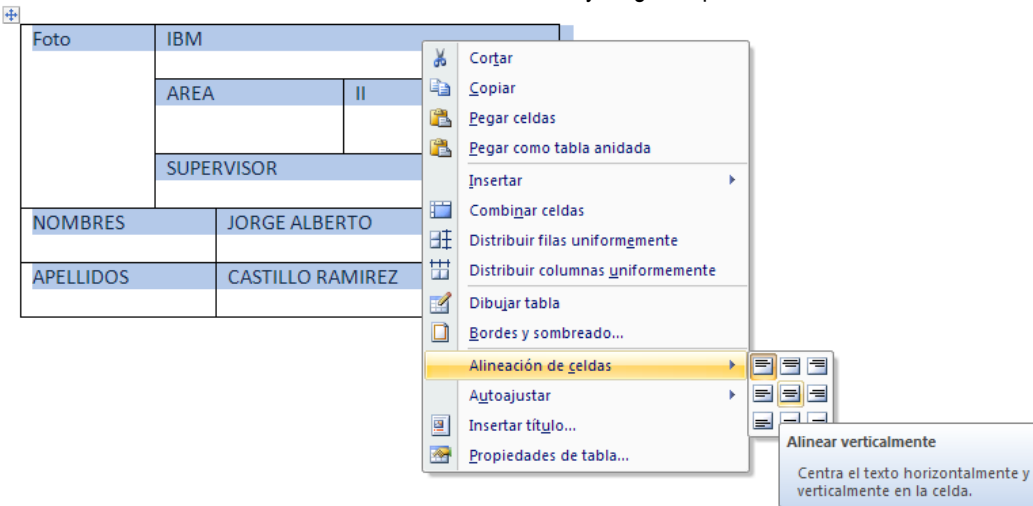 Foto IBM
AREA II
SUPERVISOR
NOMBRES JORGE ALBERTO
APELLIDOS CASTILLO RAMIREZ
Cortar
Copiar
Pegar celdas
Pegar como tabla anidada
Insertar
Combinar celdas
Distribuir filas uniformemente
Distribuir columnas uniformemente
Dibujar tabla
Bordes y sombreado...
Alineación de celdas
Autoajustar
Insertar título...
Propiedades de tabla...
Alinear verticalmente
Centra el texto horizontalmente y
verticalmente en la celda.